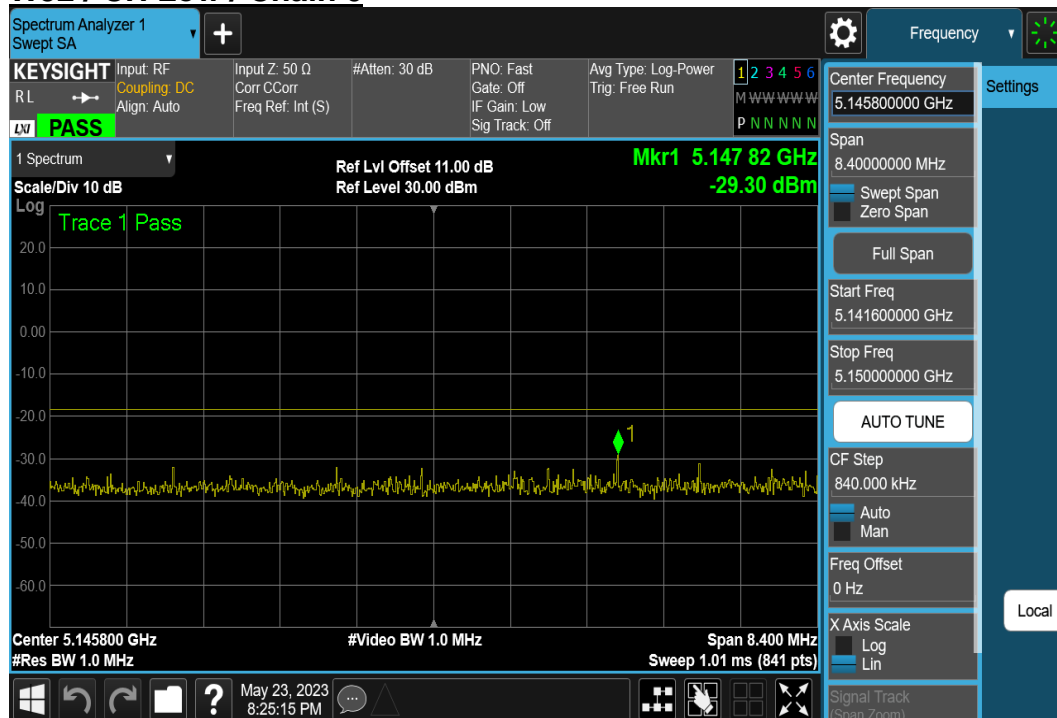 Spectrum Analyzer 1
Swept SA
+
Frequency
KEYSIGHT
RL
LXI PASS
Input: RF
Coupling: DC
Align: Auto
Input Z: 50 Ω
Corr CCorr
Freq Ref: Int (S)
#Atten: 30 dB
PNO: Fast
Gate: Off
IF Gain: Low
Sig Track: Off
Avg Type: Log-Power
Trig: Free Run
1 2 3 4 5 6
M W W W W W
P N N N N N
1 Spectrum
Scale/Div 10 dB
Ref Lvl Offset 11.00 dB
Ref Level 30.00 dBm
Mkr1 5.147 82 GHz
-29.30 dBm
Log
Trace 1 Pass
20.0
10.0
0.00
-10.0
-20.0
1
-30.0
-40.0
-50.0
-60.0
Center 5.145800 GHz
#Video BW 1.0 MHz
Span 8.400 MHz
#Res BW 1.0 MHz
Sweep 1.01 ms (841 pts)
?
May 23, 2023
8:25:15 PM
Center Frequency
5.145800000 GHz
Span
8.40000000 MHz
Swept Span
Zero Span
Full Span
Start Freq
5.141600000 GHz
Stop Freq
5.150000000 GHz
AUTO TUNE
CF Step
840.000 kHz
Auto
Man
Freq Offset
0 Hz
X Axis Scale
Log
Lin
Signal Track
(Span Zoom)
Settings
Local